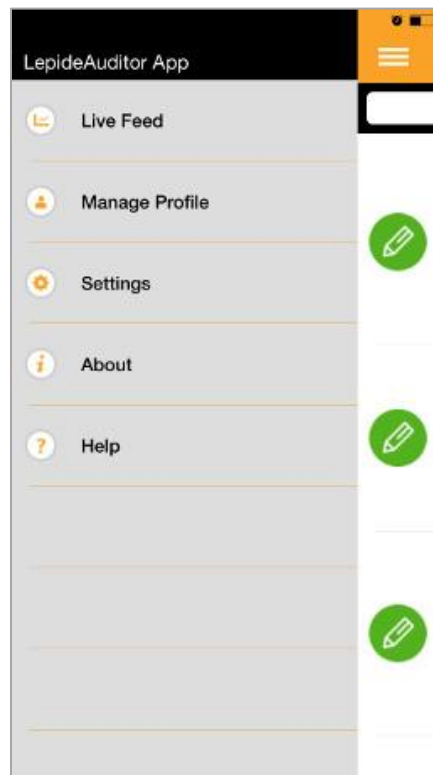 LepideAuditor App
Live Feed
Manage Profile
Settings
About
Help